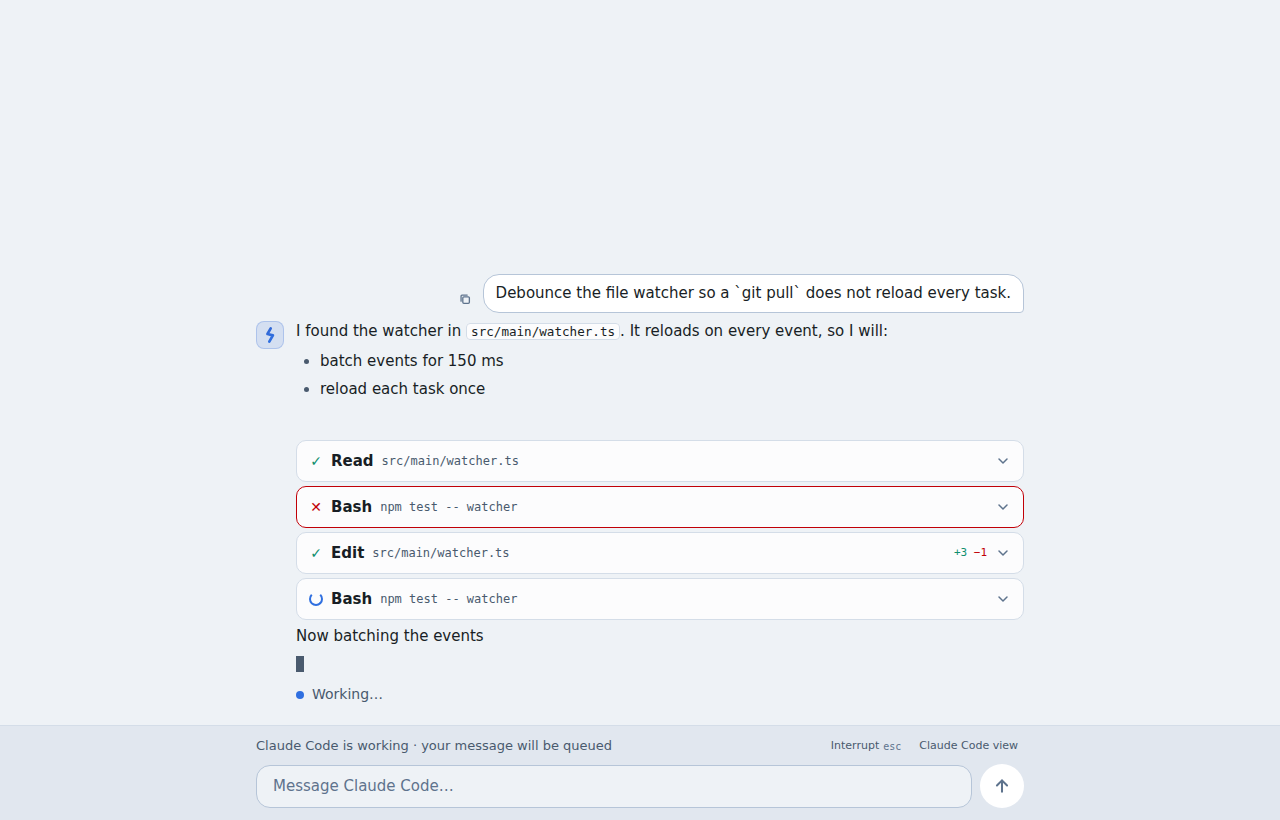 Debounce the file watcher so a `git pull` does not reload every task.
I found the watcher in src/main/watcher.ts. It reloads on every event, so I will:
• batch events for 150 ms
• reload each task once
✓ Read src/main/watcher.ts
✕ Bash npm test -- watcher
✓ Edit src/main/watcher.ts +3 −1
Bash npm test -- watcher
Now batching the events
Working…
Claude Code is working · your message will be queued Interrupt esc Claude Code view
Message Claude Code…